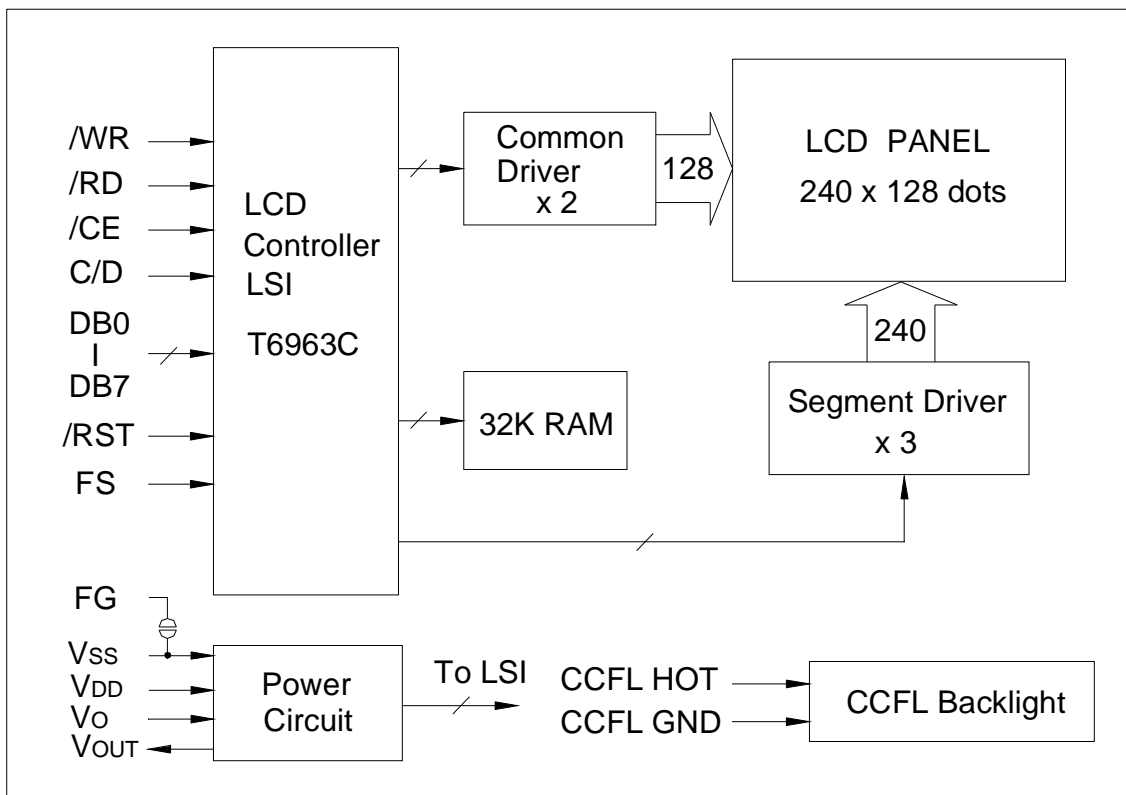 /WR
/RD
/CE
C/D
DB0
I
DB7
/RST
FS
LCD
Controller
LSI
T6963C
Common
Driver
x 2
128
LCD PANEL
240 x 128 dots
240
Segment Driver
x 3
32K RAM
FG
VSS
VDD
VO
VOUT
Power
Circuit
To LSI
CCFL HOT
CCFL GND
CCFL Backlight